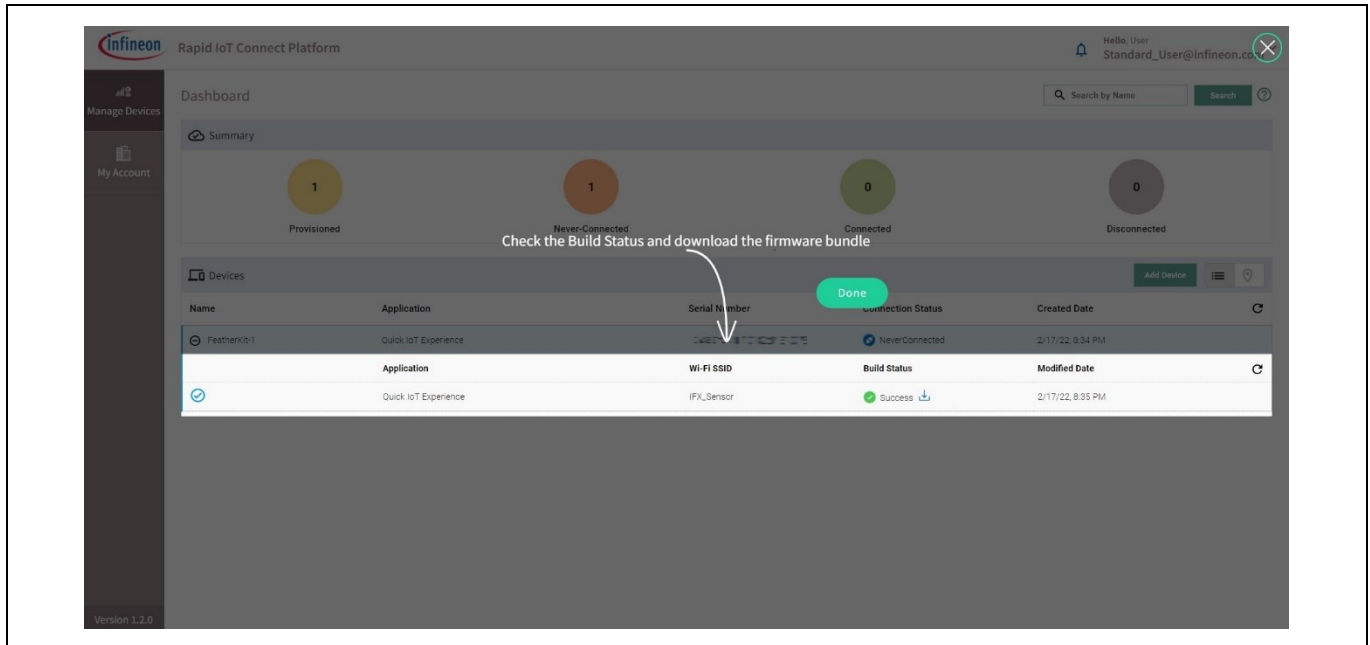 infineon
Rapid IoT Connect Platform
Hello, User
Standard_User@infineon.com
Manage Devices
My Account
Dashboard
Search by Name
Search
Summary
1
1
0
0
Provisioned
Never-Connected
Connected
Disconnected
Check the Build Status and download the firmware bundle
Devices
Add Device
Done
Name Application Serial Number Connection Status Created Date
FeatherKit-1 Quick IoT Experience NeverConnected 2/17/22, 8:34 PM
Application Wi-Fi SSID Build Status Modified Date
Quick IoT Experience IFX_Sensor Success 2/17/22, 8:35 PM
Version 1.2.0